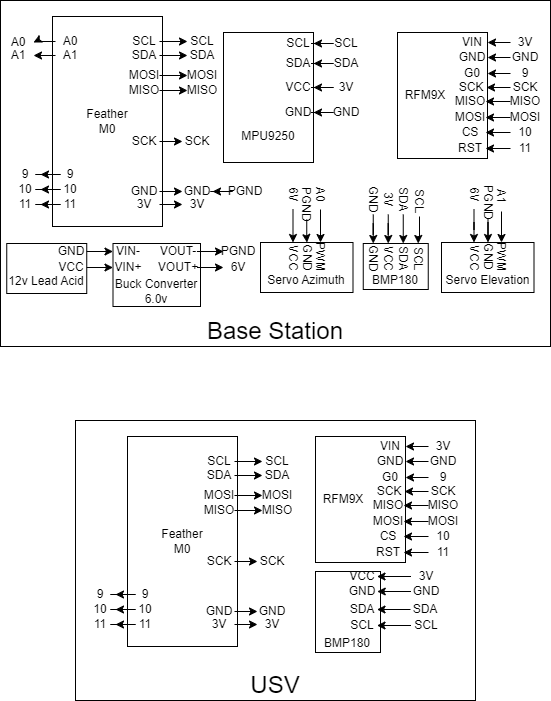 A0 A0 SCL SCL
A1 A1 SDA SDA
MOSI MOSI
MISO MISO
Feather
M0
SCK SCK
9 9
10 10 GND GND PGND
11 11 3V 3V
SCL SCL
SDA SDA
VCC 3V
GND GND
MPU9250
VIN 3V
GND GND
G0 9
SCK SCK
RFM9X
MISO MISO
MOSI MOSI
CS 10
RST 11
GND VIN- VOUT- PGND
VCC VIN+ VOUT+ 6V
12v Lead Acid
Buck Converter
6.0v
6V PGND A0
VCC GND PWM
Servo Azimuth
GND 3V SDA SCL
GND VCC SDA SCL
BMP180
6V PGND A1
VCC GND PWM
Servo Elevation
Base Station
SCL SCL
SDA SDA
MOSI MOSI
MISO MISO
Feather
M0
SCK SCK
9 9
10 10 GND GND
11 11 3V 3V
VIN 3V
GND GND
G0 9
SCK SCK
RFM9X
MISO MISO
MOSI MOSI
CS 10
RST 11
VCC 3V
GND GND
SDA SDA
SCL SCL
BMP180
USV